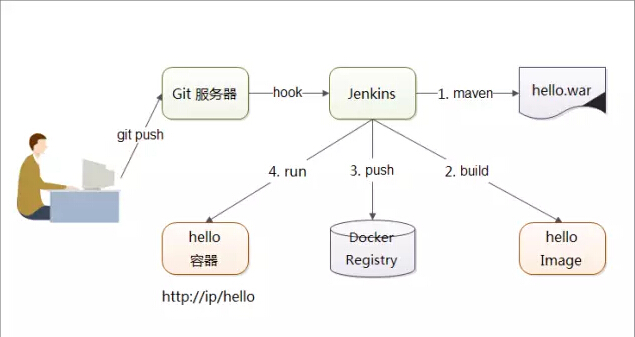 Git 服务器
hook
Jenkins
1. maven
hello.war
git push
4. run
3. push
2. build
hello
容器
Docker
Registry
hello
Image
http://ip/hello